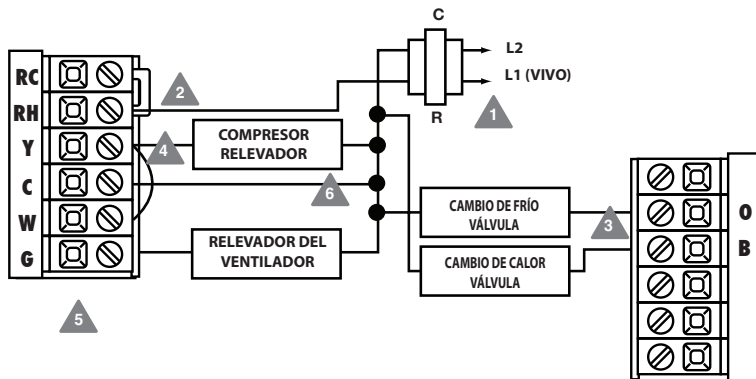 C
L2
L1 (VIVO)
R
1
RC
RH
Y
C
W
G
2
4
COMPRESOR
RELEVADOR
6
RELEVADOR DEL
VENTILADOR
5
CAMBIO DE FRÍO
VÁLVULA
CAMBIO DE CALOR
VÁLVULA
3
O
B